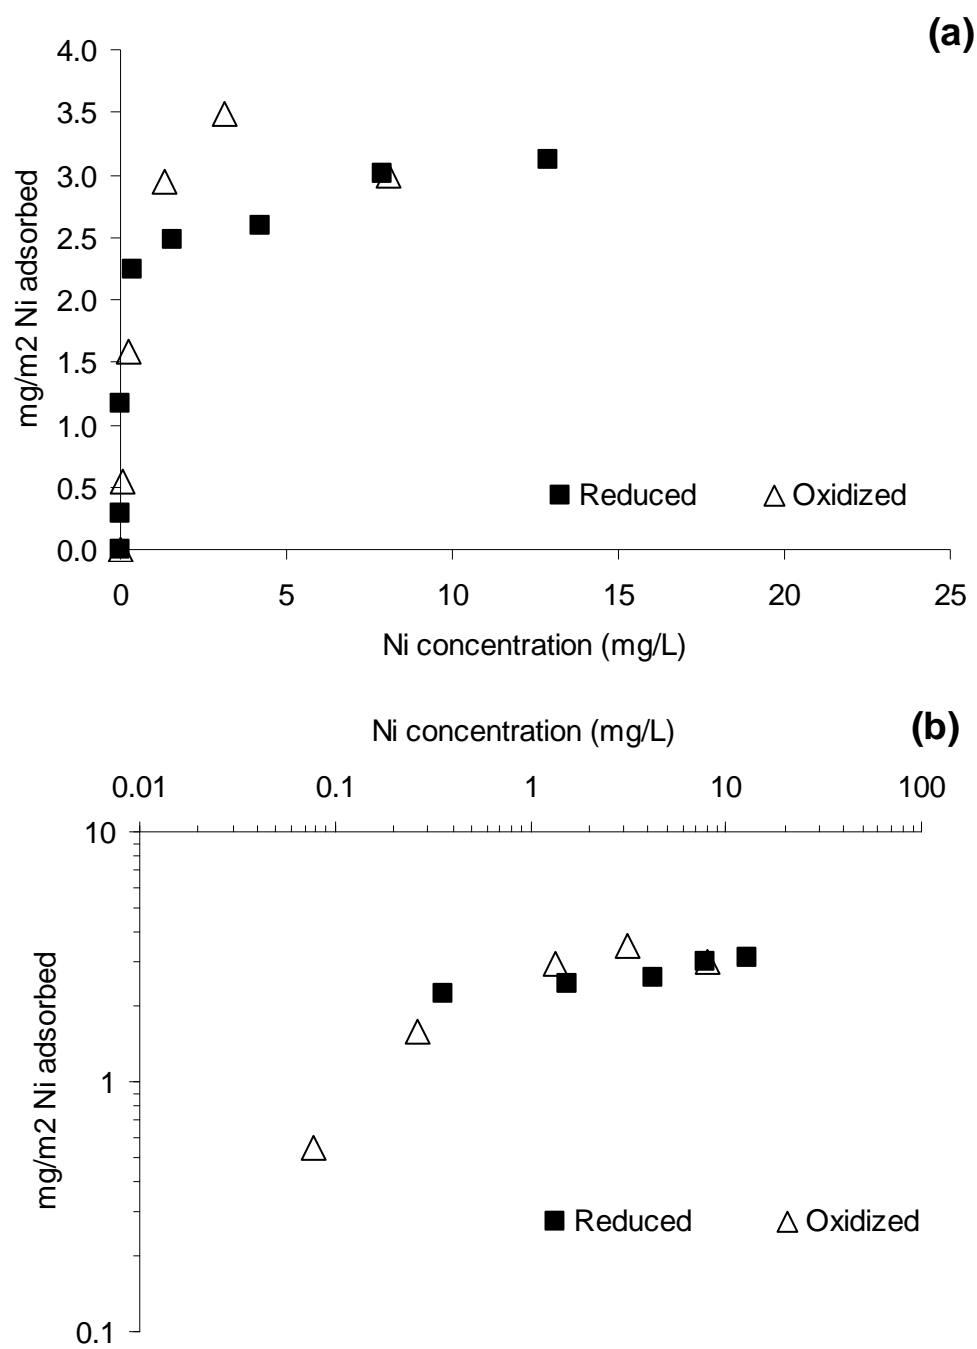 (a)
4.0
3.5
3.0
2.5
2.0
1.5
1.0
0.5
0.0
mg/m2 Ni adsorbed
Reduced
Oxidized
0 5 10 15 20 25
Ni concentration (mg/L)
Ni concentration (mg/L)
(b)
0.01 0.1 1 10 100
10
1
0.1
mg/m2 Ni adsorbed
Reduced
Oxidized